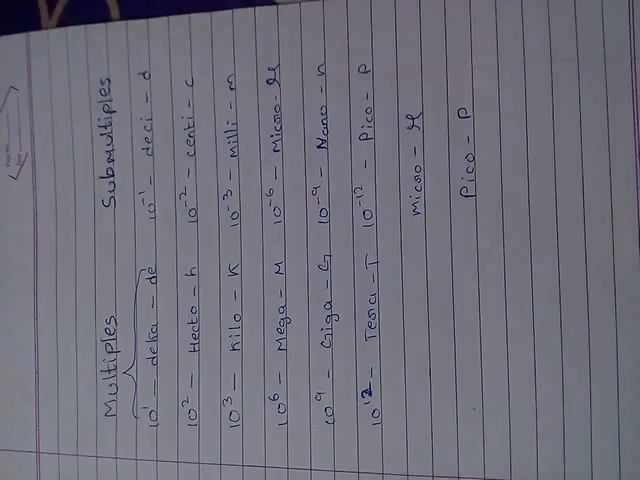 Multiples Submultiples
10¹ - deka - de 10⁻¹ - deci - d
10² - Hecto - h 10⁻² - centi - c
10³ - Kilo - K 10⁻³ - Milli - m
10⁶ - Mega - M 10⁻⁶ - Micro - μ
10⁹ - Giga - G 10⁻⁹ - Nano - n
10¹² - Tera - T 10⁻¹² - Pico - P
micro - μ
Pico - P